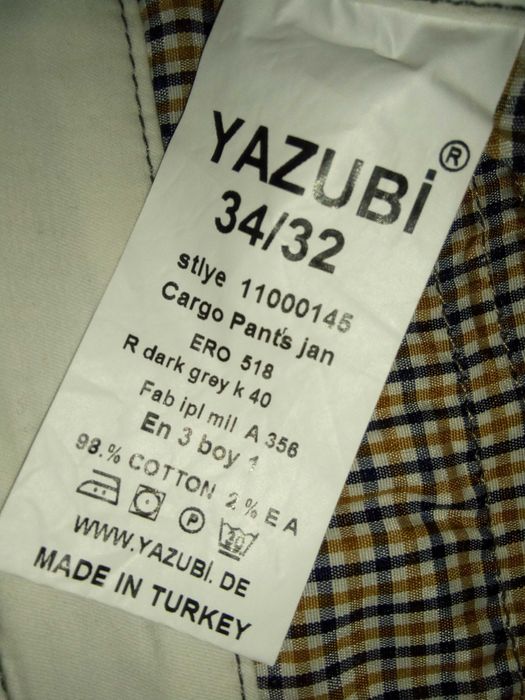 YAZUBİ ®
34/32
stlye 11000145
Cargo Pant's jan
ERO 518
R dark grey k 40
Fab ipl mil A 356
En 3 boy 1
98.% COTTON 2 % E A
P 20
WWW.YAZUBİ. DE
MADE IN TURKEY